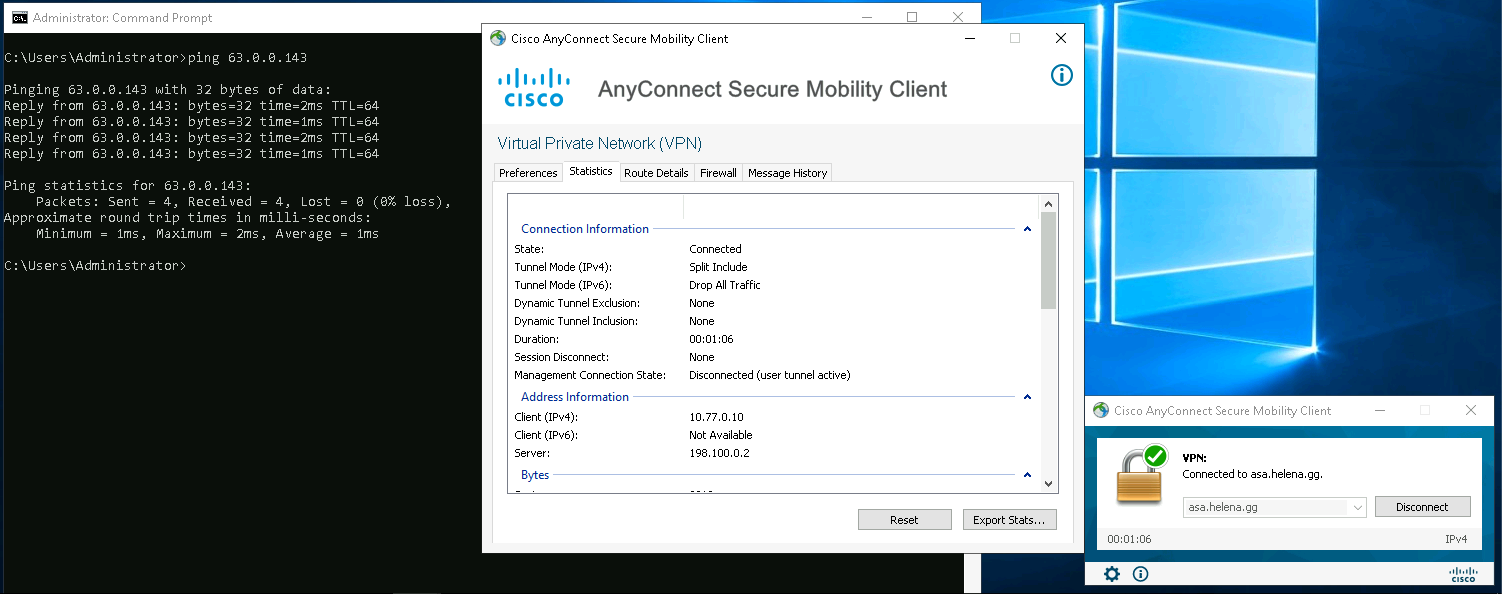 Administrator: Command Prompt
C:\Users\Administrator>ping 63.0.0.143
Pinging 63.0.0.143 with 32 bytes of data:
Reply from 63.0.0.143: bytes=32 time=2ms TTL=64
Reply from 63.0.0.143: bytes=32 time=1ms TTL=64
Reply from 63.0.0.143: bytes=32 time=2ms TTL=64
Reply from 63.0.0.143: bytes=32 time=1ms TTL=64
Ping statistics for 63.0.0.143:
Packets: Sent = 4, Received = 4, Lost = 0 (0% loss),
Approximate round trip times in milli-seconds:
Minimum = 1ms, Maximum = 2ms, Average = 1ms
C:\Users\Administrator>
Cisco AnyConnect Secure Mobility Client
CISCO
AnyConnect Secure Mobility Client
Virtual Private Network (VPN)
Preferences Statistics Route Details Firewall Message History
Connection Information
State: Connected
Tunnel Mode (IPv4): Split Include
Tunnel Mode (IPv6): Drop All Traffic
Dynamic Tunnel Exclusion: None
Dynamic Tunnel Inclusion: None
Duration: 00:01:06
Session Disconnect: None
Management Connection State: Disconnected (user tunnel active)
Address Information
Client (IPv4): 10.77.0.10
Client (IPv6): Not Available
Server: 198.100.0.2
Bytes
Reset Export Stats...
Cisco AnyConnect Secure Mobility Client
VPN:
Connected to asa.helena.gg.
asa.helena.gg Disconnect
00:01:06 IPv4
CISCO